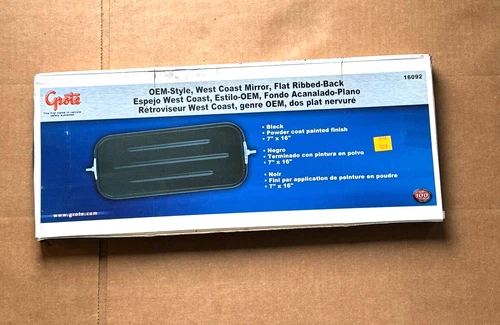 OEM-Style, West Coast Mirror, Flat Ribbed-Back
16092
Espejo West Coast, Estilo-OEM, Fondo Acanalado-Plano
Rétroviseur West Coast, genre OEM, dos plat nervuré
Grote
• Black
• Powder coat painted finish
• 7" x 16"
• Negro
• Terminado con pintura en polvo
• 7" x 16"
• Noir
• Fini par application de peinture en poudre
• 7" x 16"
www.grote.com
100